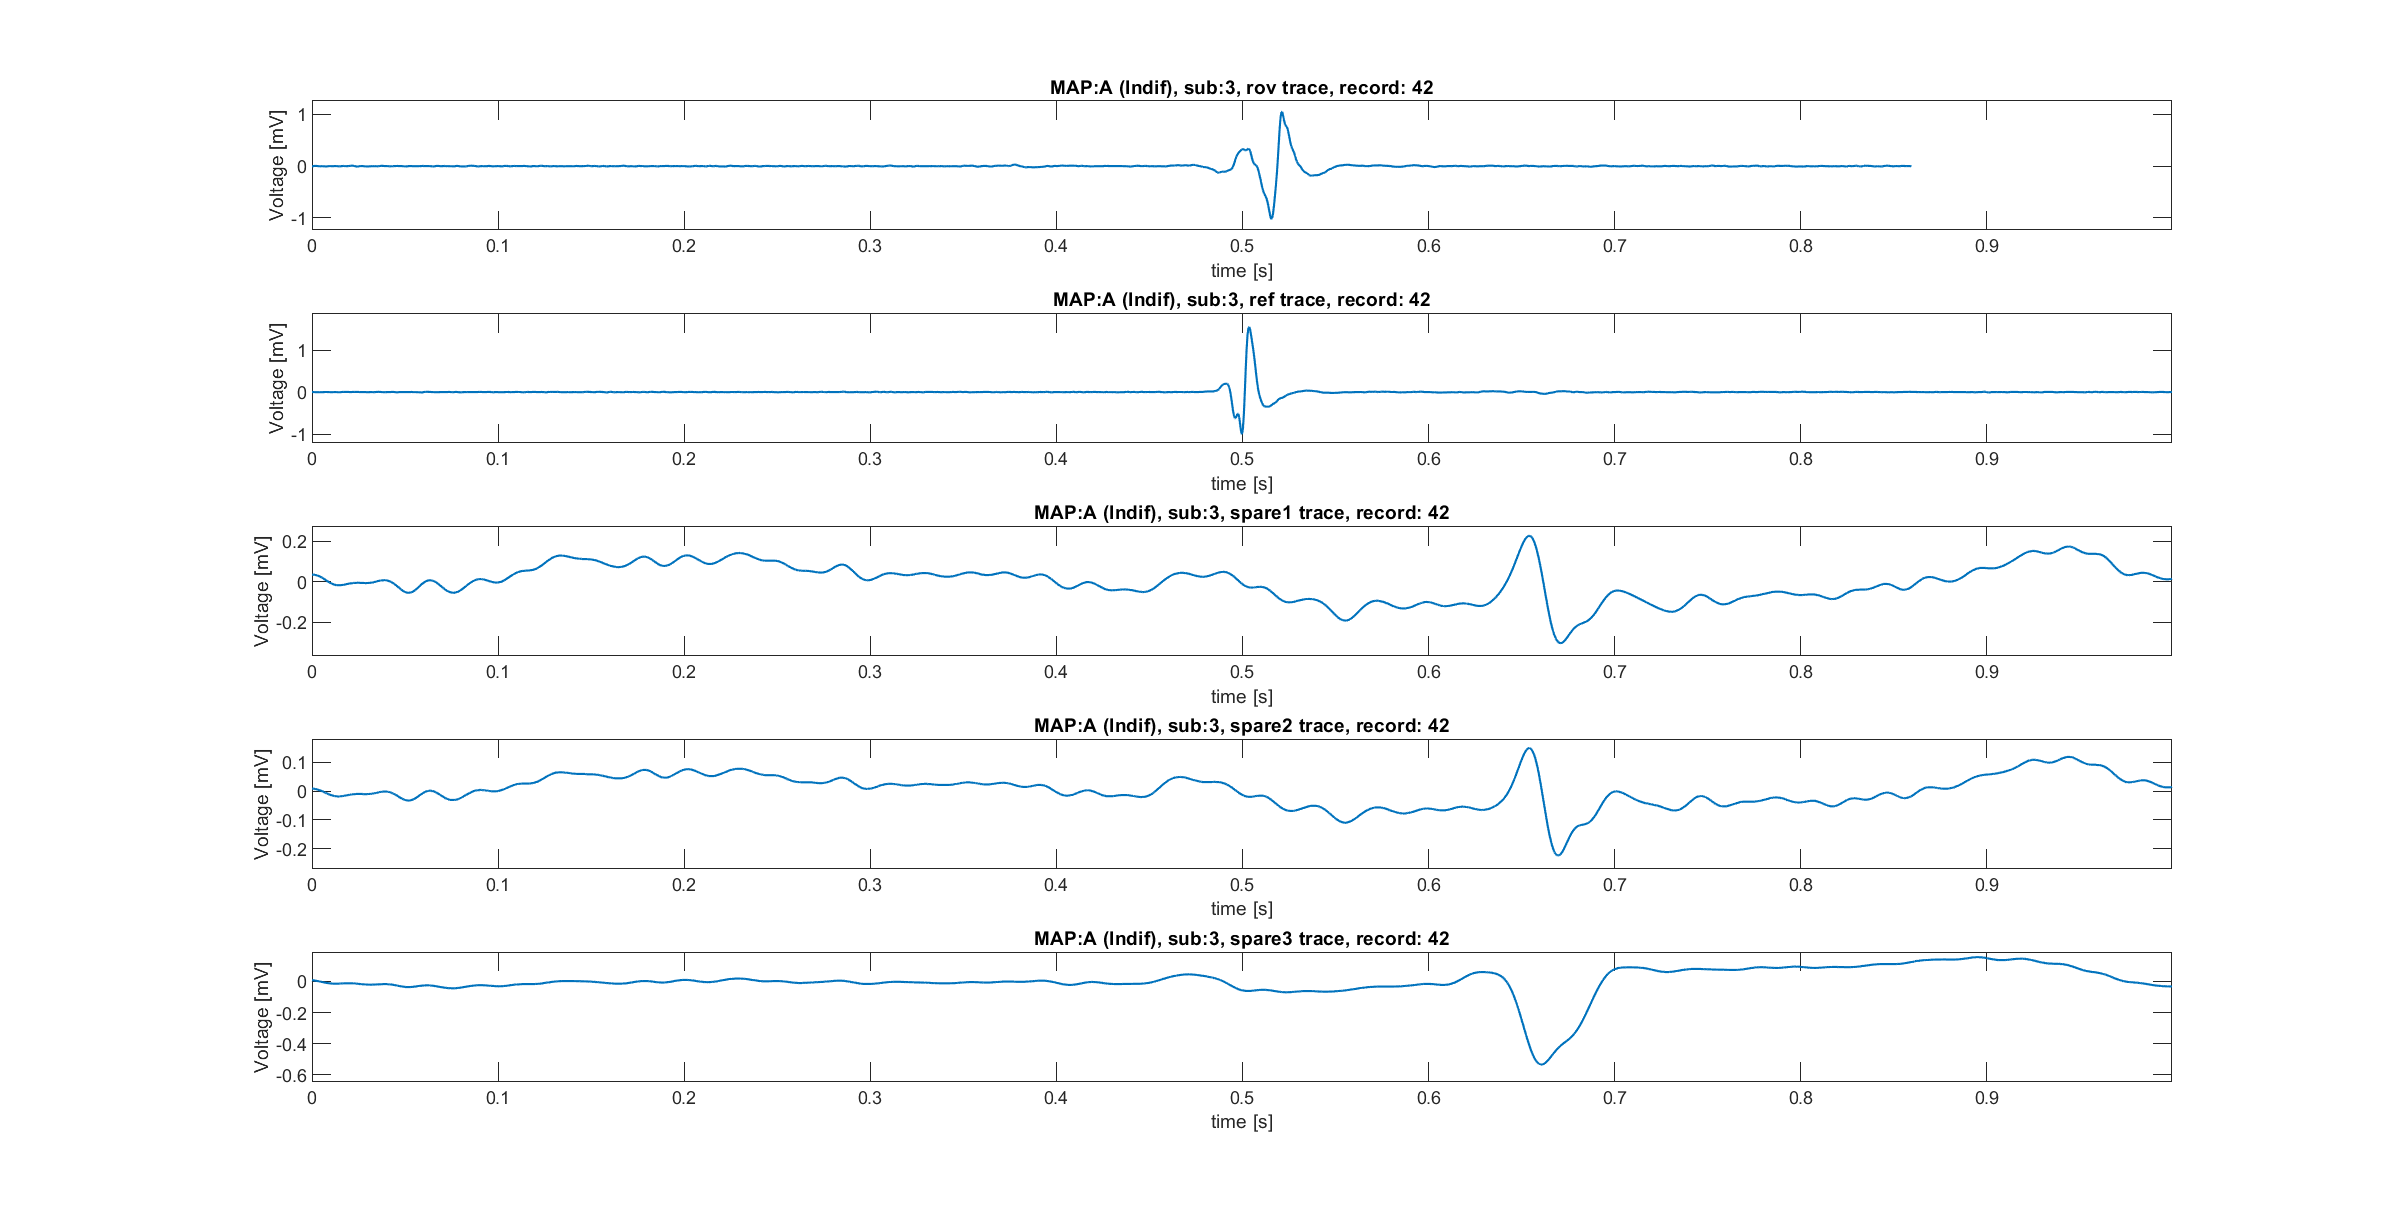 MAP:A (Indif), sub:3, rov trace, record: 42
Voltage [mV]
1
0
-1
0 0.1 0.2 0.3 0.4 0.5 0.6 0.7 0.8 0.9
time [s]
MAP:A (Indif), sub:3, ref trace, record: 42
Voltage [mV]
1
0
-1
0 0.1 0.2 0.3 0.4 0.5 0.6 0.7 0.8 0.9
time [s]
MAP:A (Indif), sub:3, spare1 trace, record: 42
Voltage [mV]
0.2
0
-0.2
0 0.1 0.2 0.3 0.4 0.5 0.6 0.7 0.8 0.9
time [s]
MAP:A (Indif), sub:3, spare2 trace, record: 42
Voltage [mV]
0.1
0
-0.1
-0.2
0 0.1 0.2 0.3 0.4 0.5 0.6 0.7 0.8 0.9
time [s]
MAP:A (Indif), sub:3, spare3 trace, record: 42
Voltage [mV]
0
-0.2
-0.4
-0.6
0 0.1 0.2 0.3 0.4 0.5 0.6 0.7 0.8 0.9
time [s]